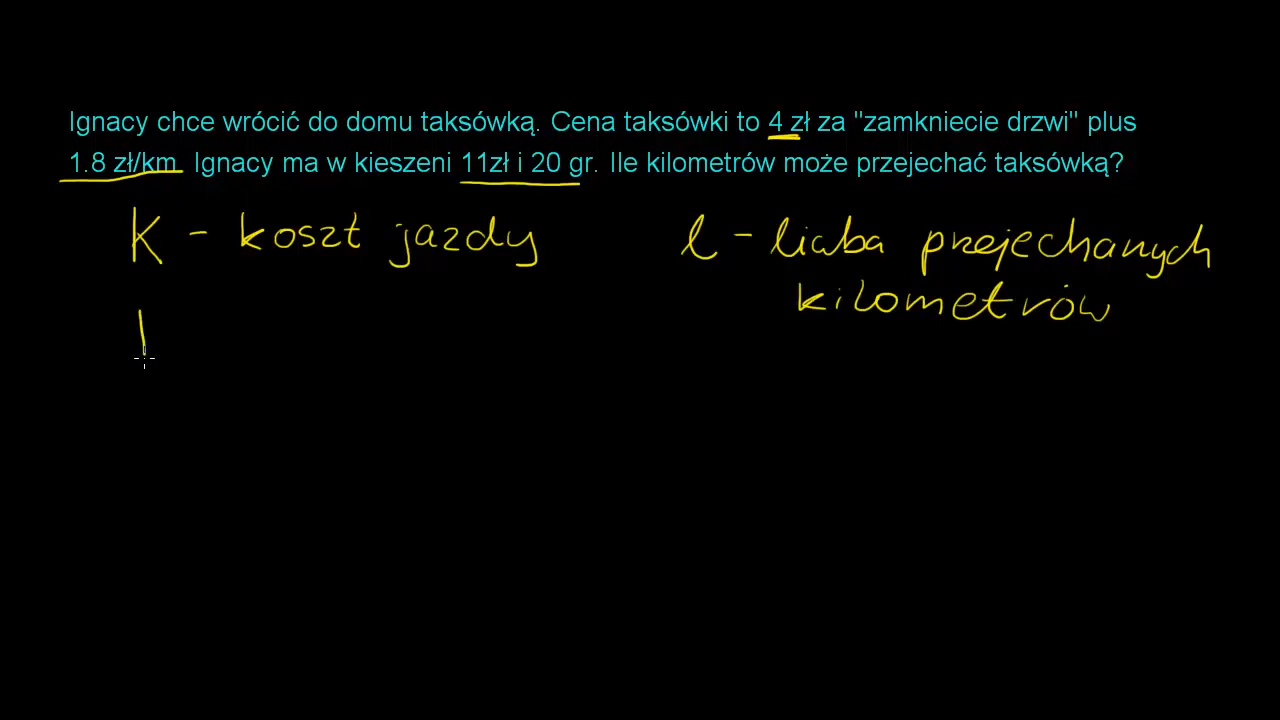 Ignacy chce wrócić do domu taksówką. Cena taksówki to 4 zł za "zamkniecie drzwi" plus
1.8 zł/km. Ignacy ma w kieszeni 11zł i 20 gr. Ile kilometrów może przejechać taksówką?
K - koszt jazdy
l - liczba przejechanych
kilometrów